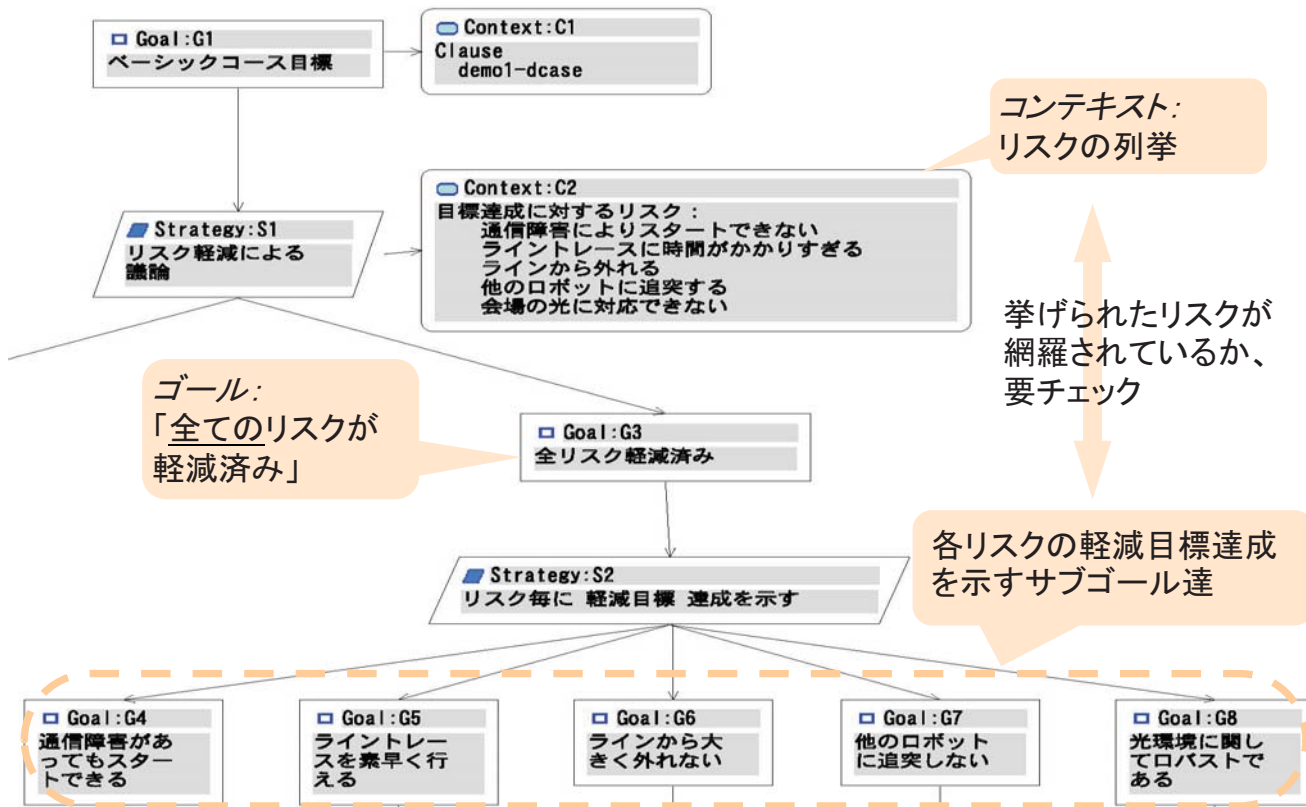 Goal:G1
ベーシックコース目標
Context:C1
Clause
demo1-dcase
コンテキスト:
リスクの列挙
Context:C2
目標達成に対するリスク:
通信障害によりスタートできない
ライントレースに時間がかかりすぎる
ラインから外れる
他のロボットに追突する
会場の光に対応できない
Strategy:S1
リスク軽減による
議論
挙げられたリスクが
網羅されているか、
要チェック
ゴール:
「全てのリスクが
軽減済み」
Goal:G3
全リスク軽減済み
各リスクの軽減目標達成
を示すサブゴール達
Strategy:S2
リスク毎に 軽減目標 達成を示す
Goal:G4
通信障害があ
ってもスター
トできる
Goal:G5
ライントレー
スを素早く行
える
Goal:G6
ラインから大
きく外れない
Goal:G7
他のロボット
に追突しない
Goal:G8
光環境に関し
てロバストで
ある